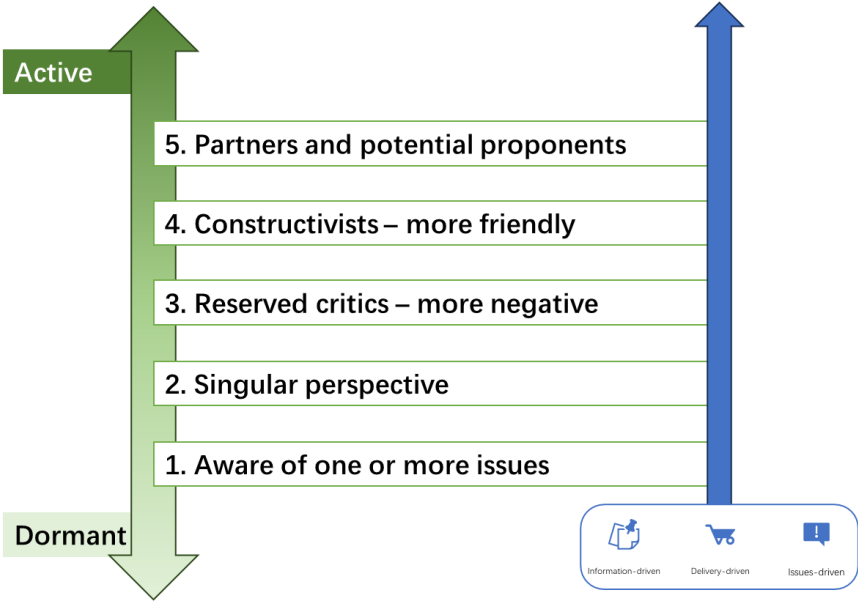 Active
5. Partners and potential proponents
4. Constructivists – more friendly
3. Reserved critics – more negative
2. Singular perspective
1. Aware of one or more issues
Dormant
Information-driven
Delivery-driven
Issues-driven